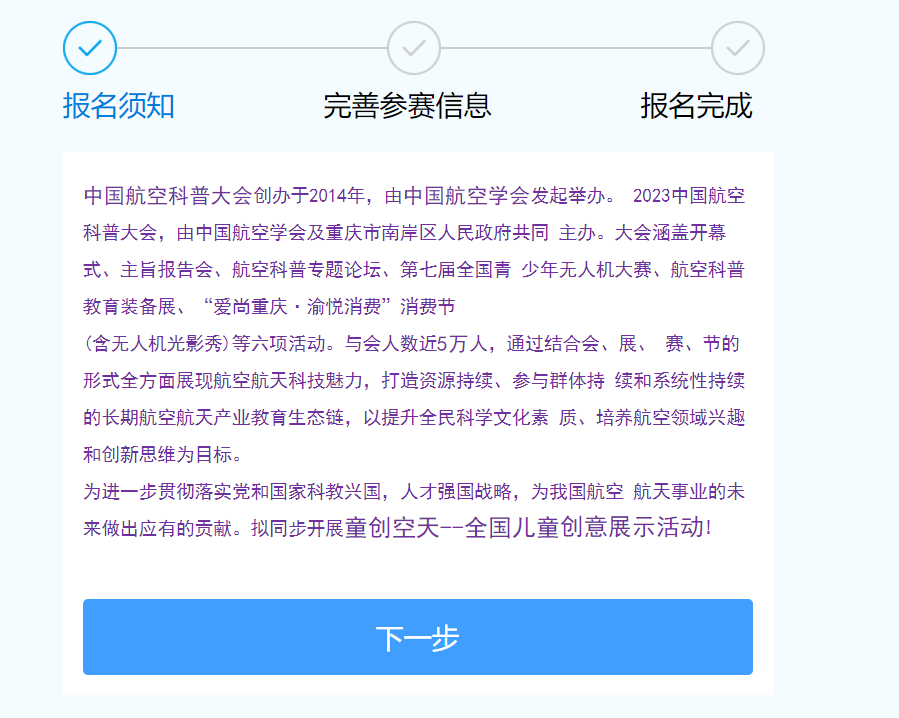 报名须知
完善参赛信息
报名完成
中国航空科普大会创办于2014年，由中国航空学会发起举办。 2023中国航空
科普大会，由中国航空学会及重庆市南岸区人民政府共同 主办。大会涵盖开幕
式、主旨报告会、航空科普专题论坛、第七届全国青 少年无人机大赛、航空科普
教育装备展、“爱尚重庆·渝悦消费”消费节
(含无人机光影秀)等六项活动。与会人数近5万人，通过结合会、展、 赛、节的
形式全方面展现航空航天科技魅力，打造资源持续、参与群体持 续和系统性持续
的长期航空航天产业教育生态链，以提升全民科学文化素 质、培养航空领域兴趣
和创新思维为目标。
为进一步贯彻落实党和国家科教兴国，人才强国战略，为我国航空 航天事业的未
来做出应有的贡献。拟同步开展童创空天--全国儿童创意展示活动!
下一步